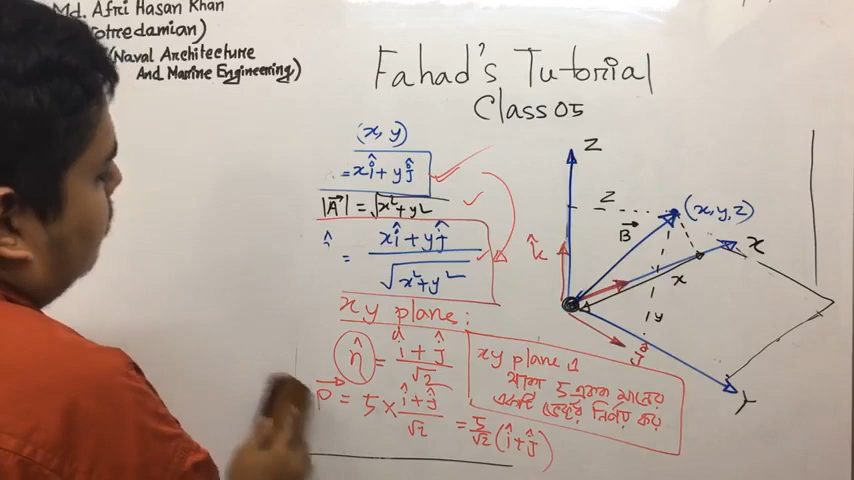 Md. Afri Hasan Khan
otredamian)
(Naval Architecture
And Marine Engineering)
Fahad's Tutorial
Class 05
(x, y)
= xî + yĵ
|A⃗| = √x²+y²
= xî + yĵ / √x²+y²
xy plane:
n̂ = î + ĵ / √2
P⃗ = 5 × î + ĵ / √2 = 5/√2 (î + ĵ)
xy plane এ
থাকা 5 একক মানের
একটি ভেক্টর নির্ণয় কর
Z
Z
(x, y, z)
B⃗
k̂
X
x
y
ĵ
Y